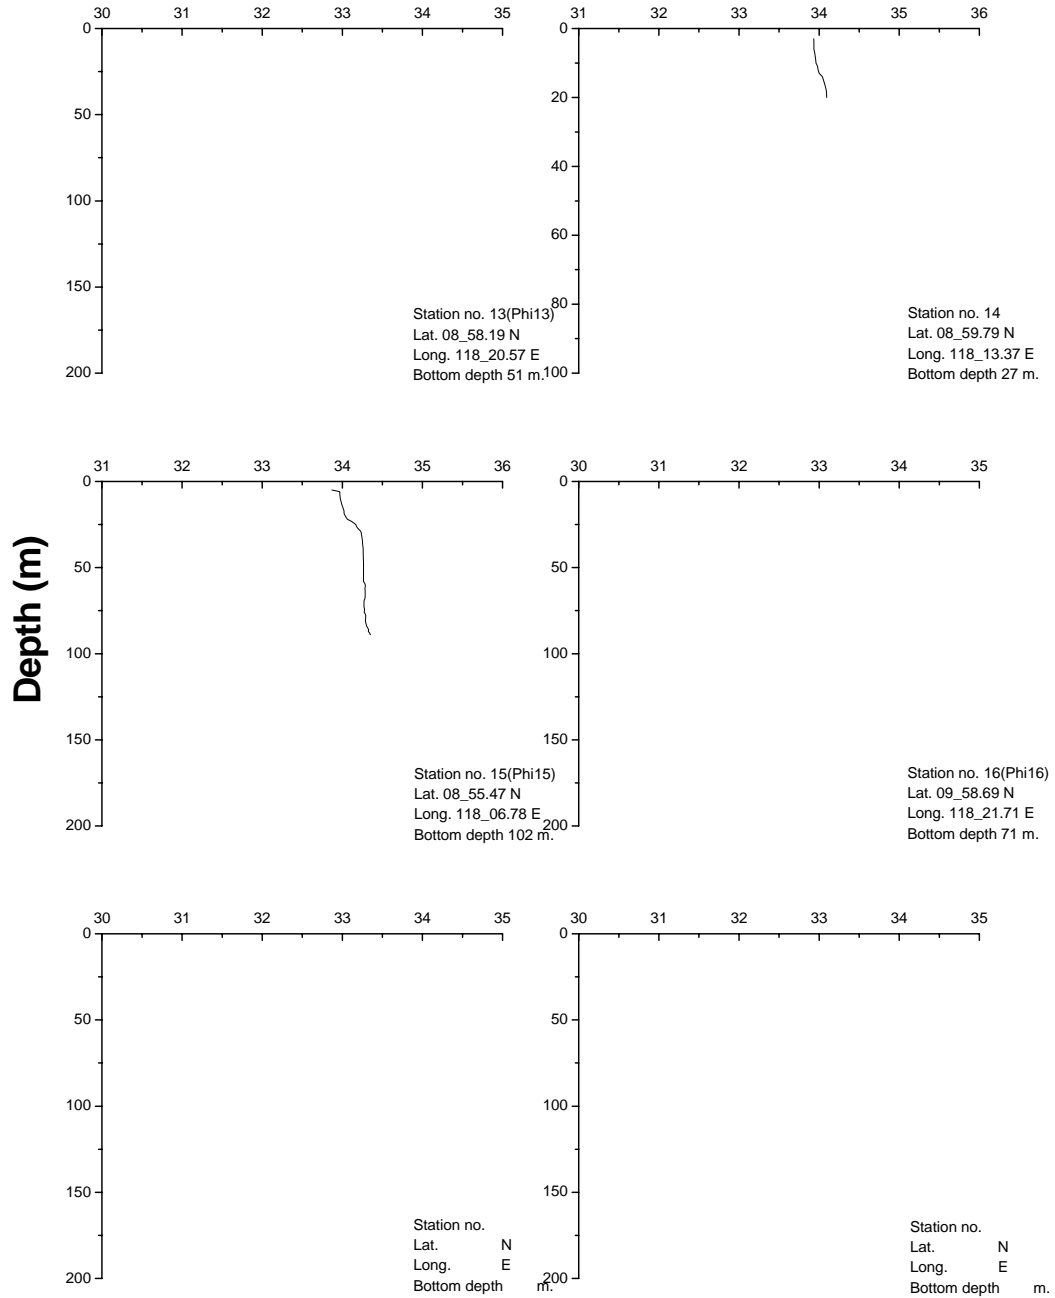 30 31 32 33 34 35
0
50
100
150
200
Station no. 13(Phi13)
Lat. 08_58.19 N
Long. 118_20.57 E
Bottom depth 51 m.
31 32 33 34 35 36
0
20
40
60
80
100
Station no. 14
Lat. 08_59.79 N
Long. 118_13.37 E
Bottom depth 27 m.
Depth (m)
31 32 33 34 35 36
0
50
100
150
200
Station no. 15(Phi15)
Lat. 08_55.47 N
Long. 118_06.78 E
Bottom depth 102 m.
30 31 32 33 34 35
0
50
100
150
200
Station no. 16(Phi16)
Lat. 09_58.69 N
Long. 118_21.71 E
Bottom depth 71 m.
30 31 32 33 34 35
0
50
100
150
200
Station no.
Lat. N
Long. E
Bottom depth m.
30 31 32 33 34 35
0
50
100
150
200
Station no.
Lat. N
Long. E
Bottom depth m.